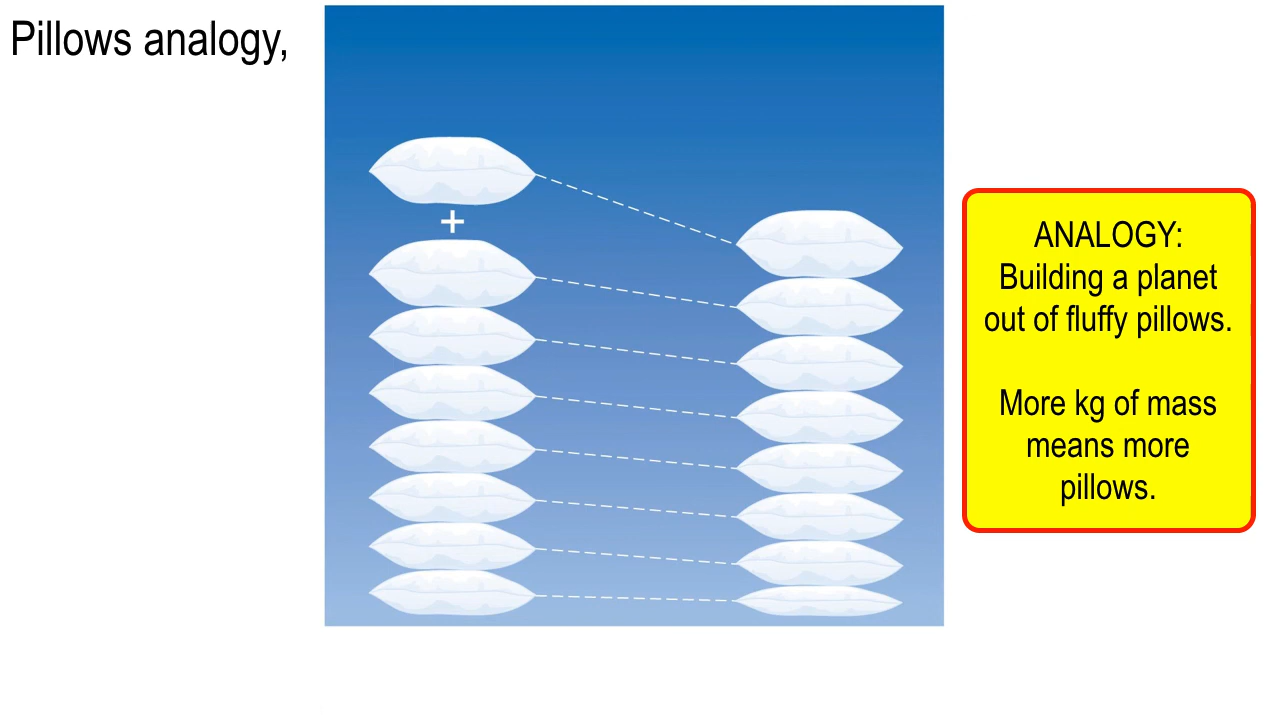 Pillows analogy,
+
ANALOGY:
Building a planet
out of fluffy pillows.
More kg of mass
means more
pillows.